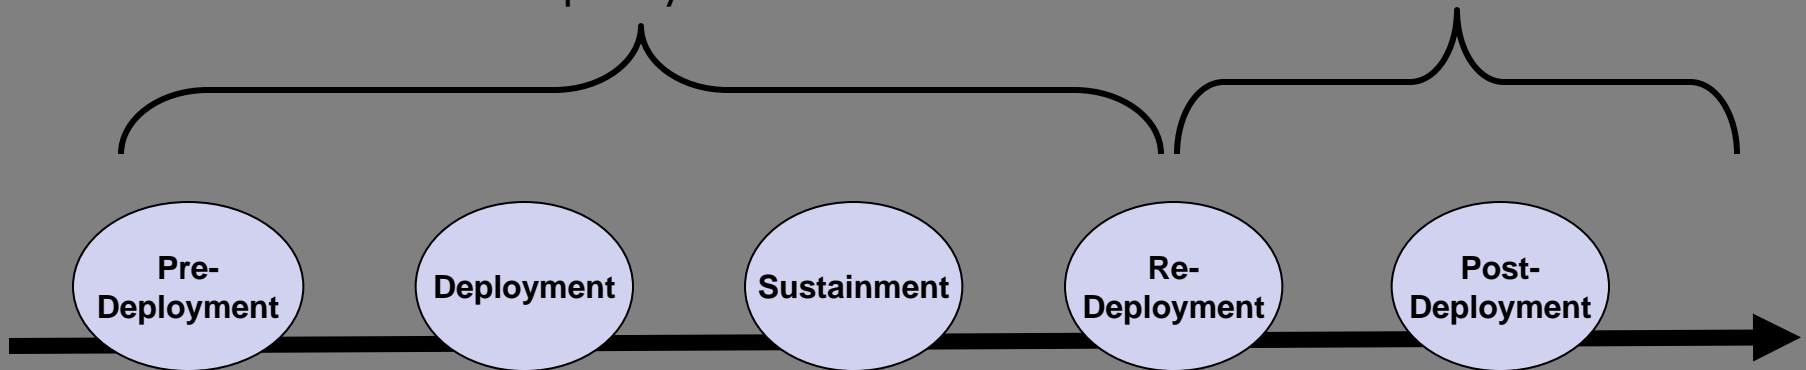 Pre-
Deployment
Deployment
Sustainment
Re-
Deployment
Post-
Deployment